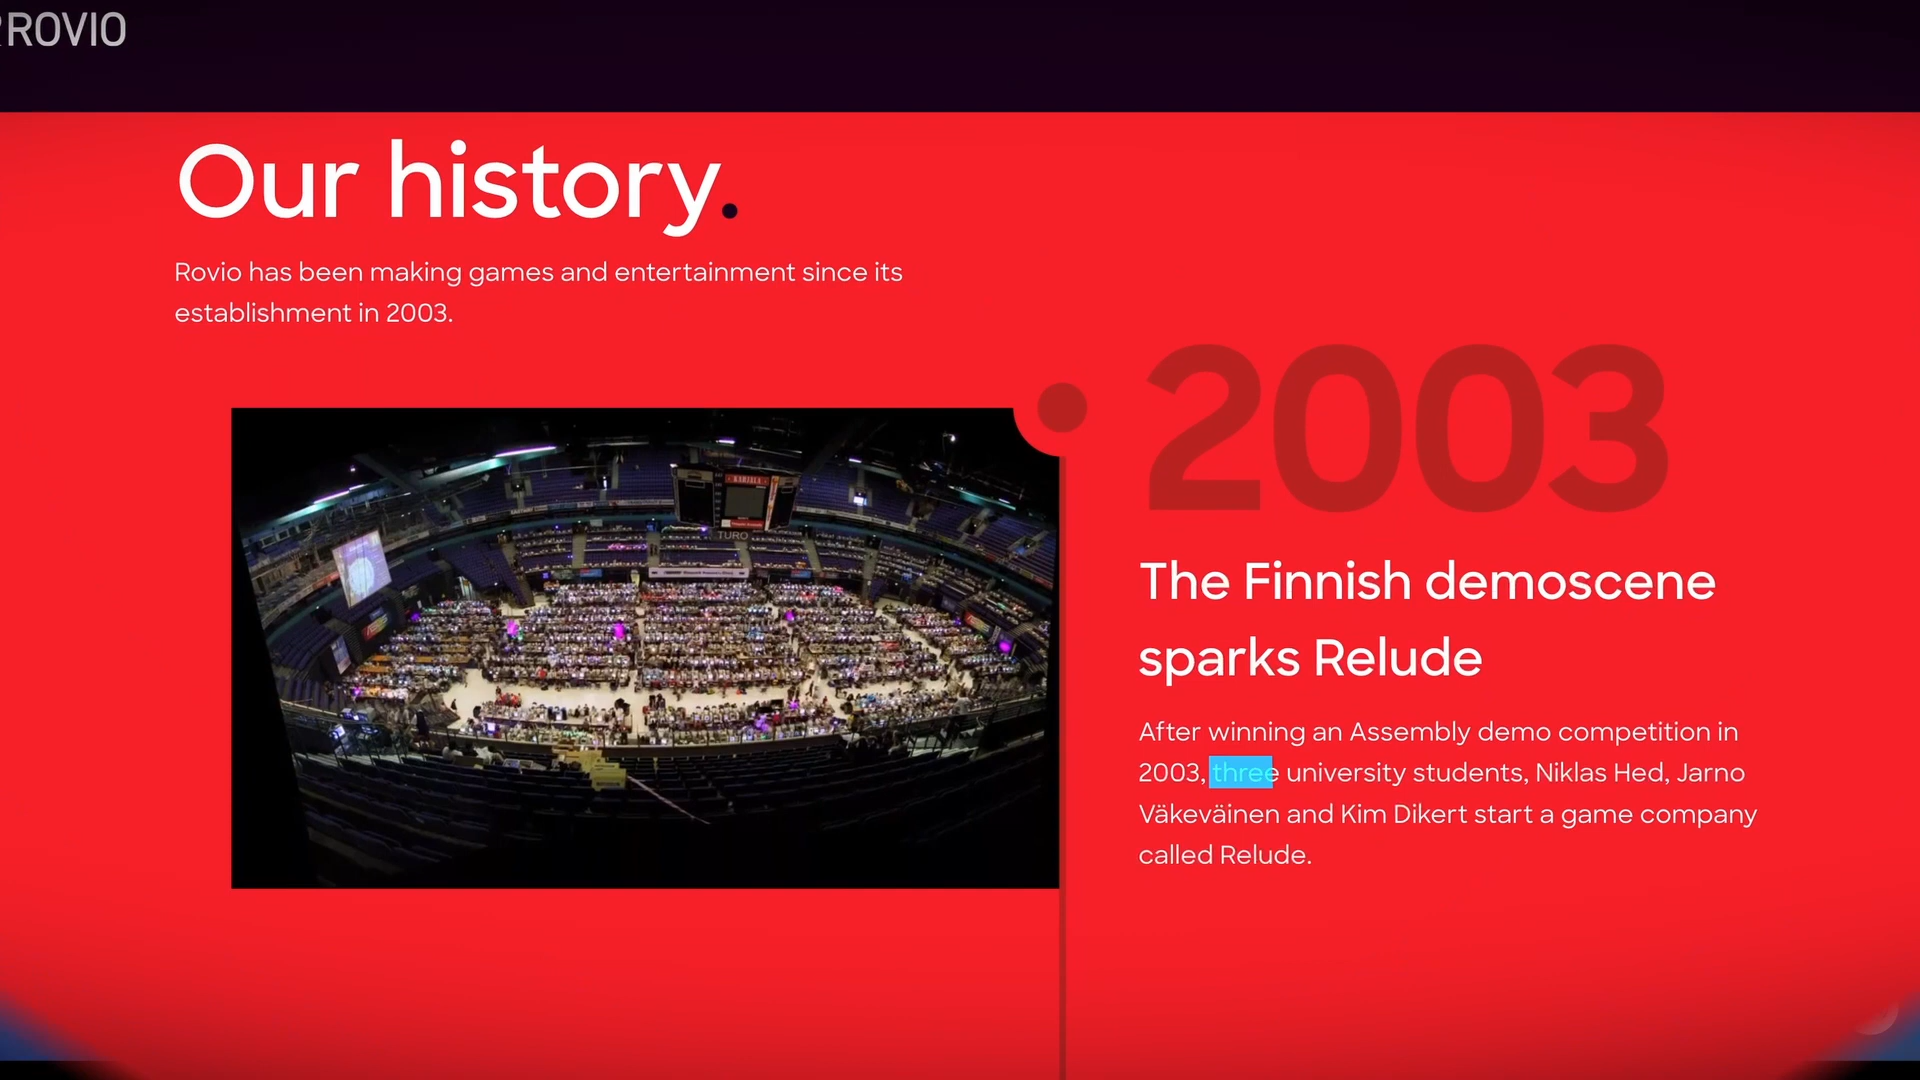 ROVIO
Our history.
Rovio has been making games and entertainment since its
establishment in 2003.
2003
The Finnish demoscene
sparks Relude
After winning an Assembly demo competition in
2003, three university students, Niklas Hed, Jarno
Väkeväinen and Kim Dikert start a game company
called Relude.
KARJALA
TURO